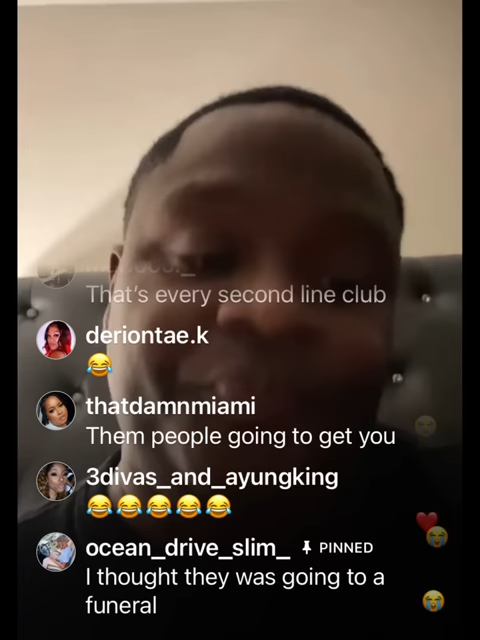 That's every second line club
deriontae.k
😂
thatdamnmiami
Them people going to get you
3divas_and_ayungking
😂😂😂😂😂
ocean_drive_slim_ PINNED
I thought they was going to a
funeral